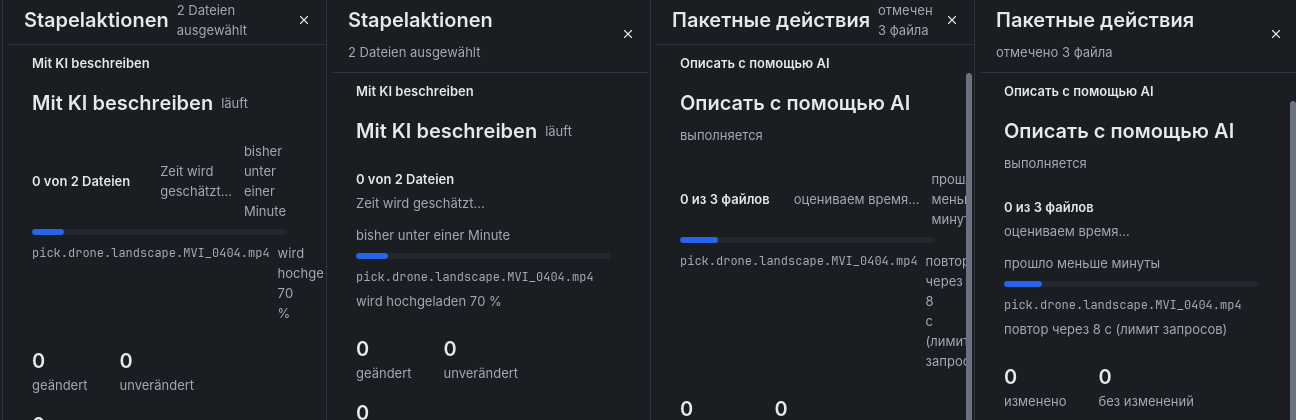 Stapelaktionen
2 Dateien
ausgewählt
×
Mit KI beschreiben
Mit KI beschreiben läuft
0 von 2 Dateien
Zeit wird
geschätzt...
bisher
unter
einer
Minute
pick.drone.landscape.MVI_0404.mp4
wird
hochge
70
%
0 0
geändert unverändert
Stapelaktionen
2 Dateien ausgewählt
×
Mit KI beschreiben
Mit KI beschreiben läuft
0 von 2 Dateien
Zeit wird geschätzt...
bisher unter einer Minute
pick.drone.landscape.MVI_0404.mp4
wird hochgeladen 70 %
0 0
geändert unverändert
0
Пакетные действия
отмечен
3 файла
×
Описать с помощью AI
Описать с помощью AI
выполняется
0 из 3 файлов
оцениваем время...
прош
мень
минут
pick.drone.landscape.MVI_0404.mp4
повтор
через
8
с
(лимит
запрос
0 0
Пакетные действия
отмечено 3 файла
×
Описать с помощью AI
Описать с помощью AI
выполняется
0 из 3 файлов
оцениваем время...
прошло меньше минуты
pick.drone.landscape.MVI_0404.mp4
повтор через 8 с (лимит запросов)
0 0
изменено без изменений